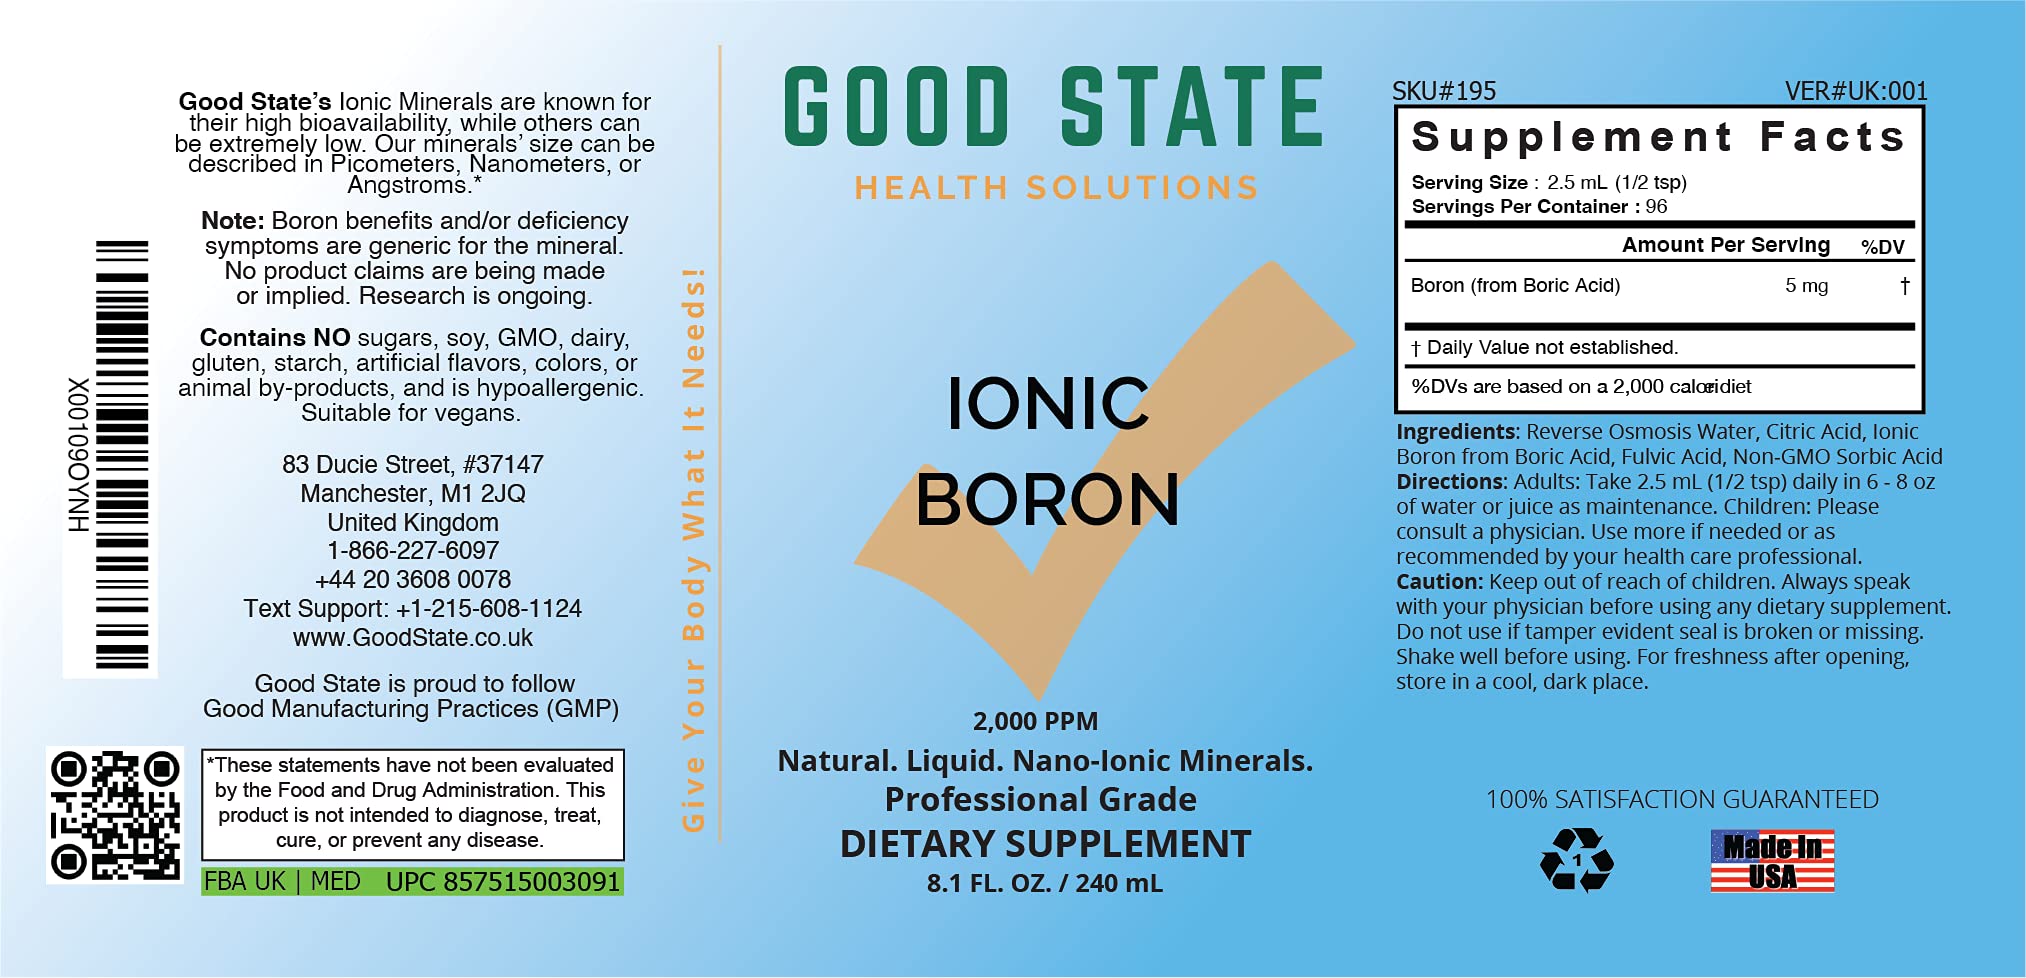 Good State's Ionic Minerals are known for
their high bioavailability, while others can
be extremely low. Our minerals' size can be
described in Picometers, Nanometers, or
Angstroms.*
Note: Boron benefits and/or deficiency
symptoms are generic for the mineral.
No product claims are being made
or implied. Research is ongoing.
Contains NO sugars, soy, GMO, dairy,
gluten, starch, artificial flavors, colors, or
animal by-products, and is hypoallergenic.
Suitable for vegans.
83 Ducie Street, #37147
Manchester, M1 2JQ
United Kingdom
1-866-227-6097
+44 20 3608 0078
Text Support: +1-215-608-1124
www.GoodState.co.uk
Good State is proud to follow
Good Manufacturing Practices (GMP)
X00109OYNH
*These statements have not been evaluated
by the Food and Drug Administration. This
product is not intended to diagnose, treat,
cure, or prevent any disease.
FBA UK | MED UPC 857515003091
Give Your Body What It Needs!
GOOD STATE
HEALTH SOLUTIONS
IONIC
BORON
2,000 PPM
Natural. Liquid. Nano-Ionic Minerals.
Professional Grade
DIETARY SUPPLEMENT
8.1 FL. OZ. / 240 mL
SKU#195 VER#UK:001
Supplement Facts
Serving Size : 2.5 mL (1/2 tsp)
Servings Per Container : 96
Amount Per Serving %DV
Boron (from Boric Acid) 5 mg †
† Daily Value not established.
%DVs are based on a 2,000 calorie diet
Ingredients: Reverse Osmosis Water, Citric Acid, Ionic
Boron from Boric Acid, Fulvic Acid, Non-GMO Sorbic Acid
Directions: Adults: Take 2.5 mL (1/2 tsp) daily in 6 - 8 oz
of water or juice as maintenance. Children: Please
consult a physician. Use more if needed or as
recommended by your health care professional.
Caution: Keep out of reach of children. Always speak
with your physician before using any dietary supplement.
Do not use if tamper evident seal is broken or missing.
Shake well before using. For freshness after opening,
store in a cool, dark place.
100% SATISFACTION GUARANTEED
1
Made In
USA